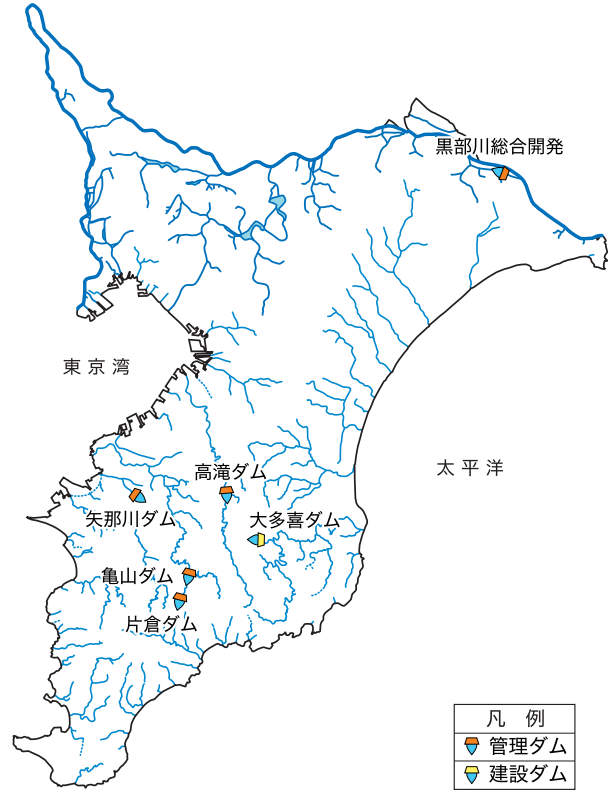 黒部川総合開発
東京湾
太平洋
高滝ダム
矢那川ダム
大多喜ダム
亀山ダム
片倉ダム
凡 例
管理ダム
建設ダム